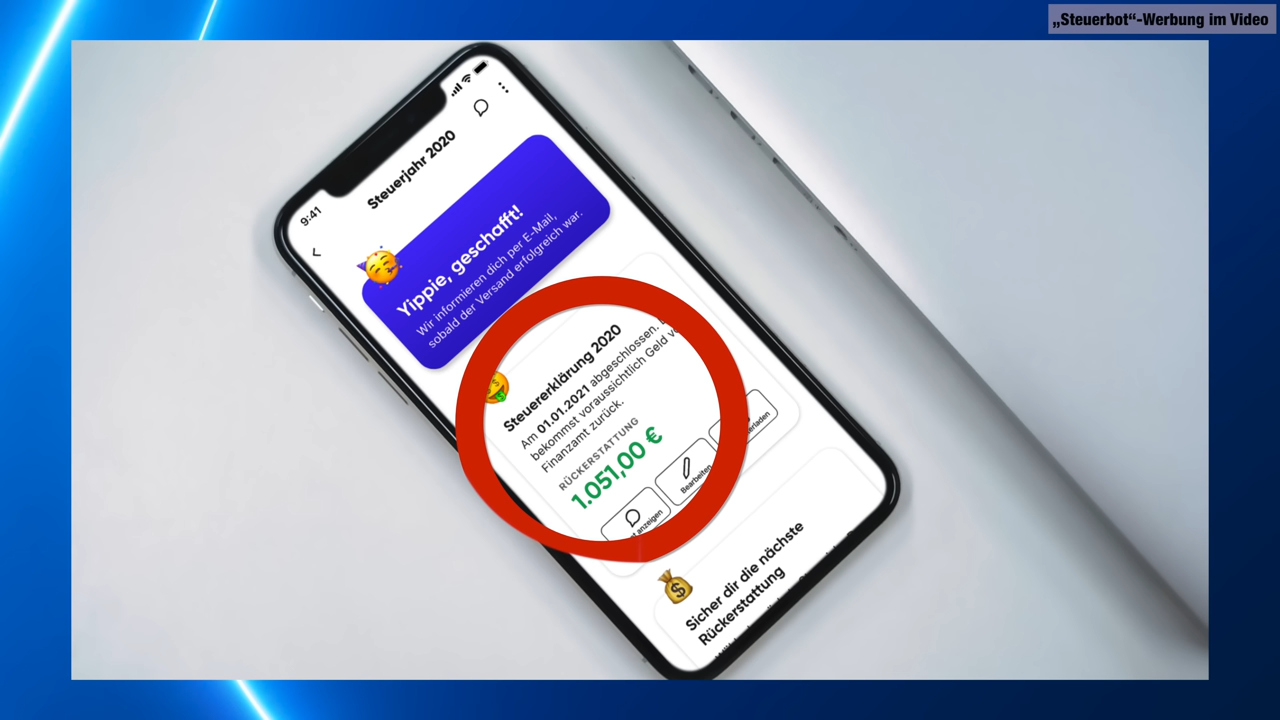 „Steuerbot“-Werbung im Video
9:41
Steuerjahr 2020
Yippie, geschafft!
Wir informieren dich per E-Mail,
sobald der Versand erfolgreich war.
Steuererklärung 2020
Am 01.01.2021 abgeschlossen.
bekommst voraussichtlich Geld
Finanzamt zurück.
RÜCKERSTATTUNG
1.051,00 €
anzeigen
Bearbeiten
Sicher dir die nächste
Rückerstattung